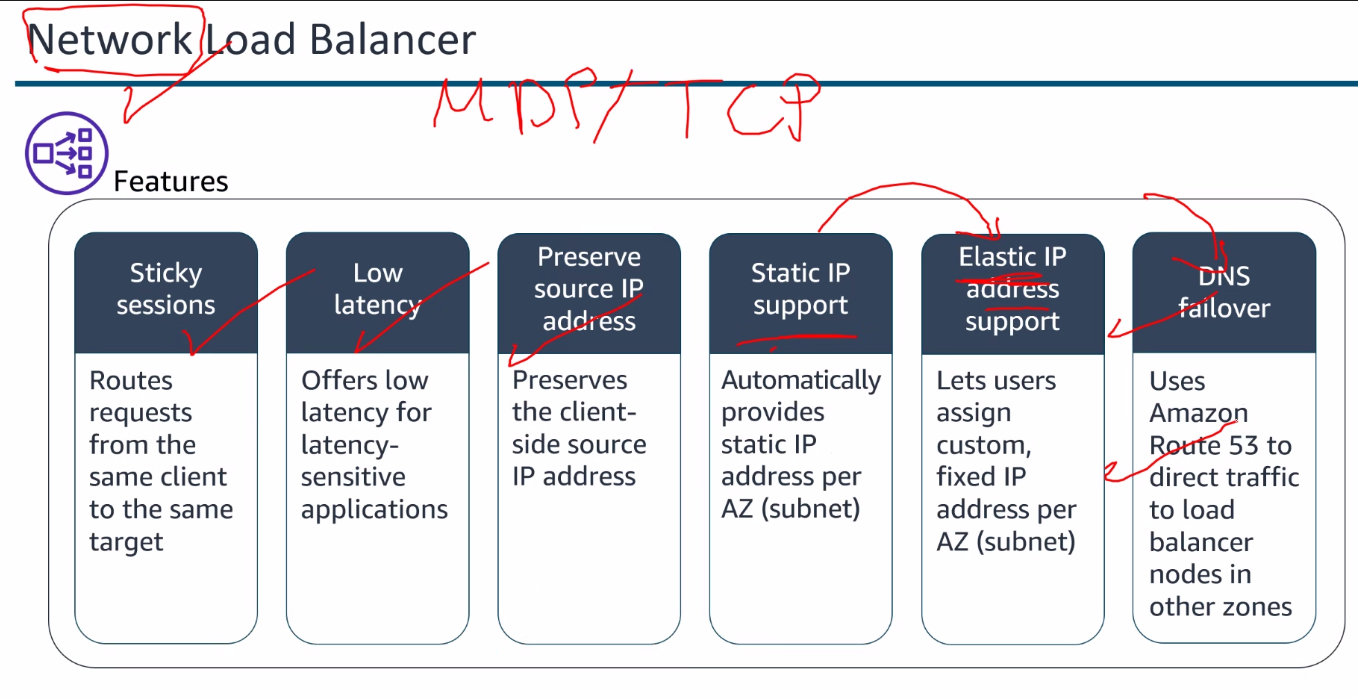 Network Load Balancer
MDP/TCP
Features
Sticky
sessions
Routes
requests
from the
same client
to the same
target
Low
latency
Offers low
latency for
latency-
sensitive
applications
Preserve
source IP
address
Preserves
the client-
side source
IP address
Static IP
support
Automatically
provides
static IP
address per
AZ (subnet)
Elastic IP
address
support
Lets users
assign
custom,
fixed IP
address per
AZ (subnet)
DNS
failover
Uses
Amazon
Route 53 to
direct traffic
to load
balancer
nodes in
other zones